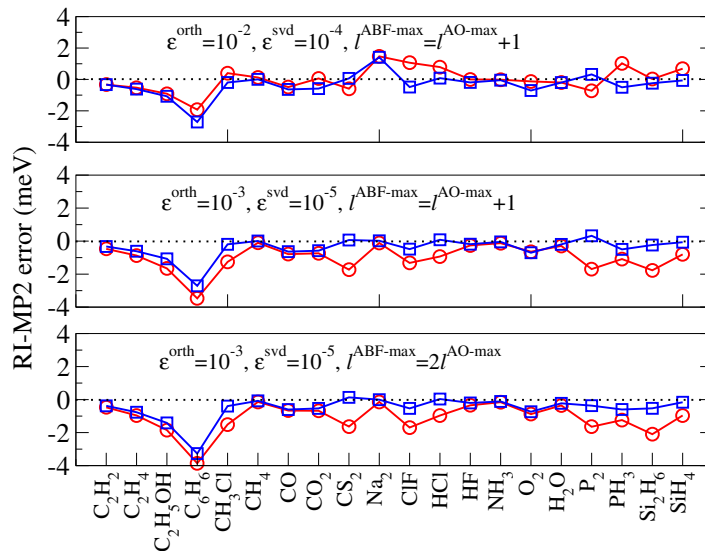 4
2
0
-2
-4
ε^orth=10^-2, ε^svd=10^-4, l^ABF-max=l^AO-max+1
4
2
0
-2
-4
ε^orth=10^-3, ε^svd=10^-5, l^ABF-max=l^AO-max+1
RI-MP2 error (meV)
4
2
0
-2
-4
ε^orth=10^-3, ε^svd=10^-5, l^ABF-max=2l^AO-max
C₂H₂
C₂H₄
C₂H₅OH
C₆H₆
CH₃Cl
CH₄
CO
CO₂
CS₂
Na₂
ClF
HCl
HF
NH₃
O₂
H₂O
P₂
PH₃
Si₂H₆
SiH₄